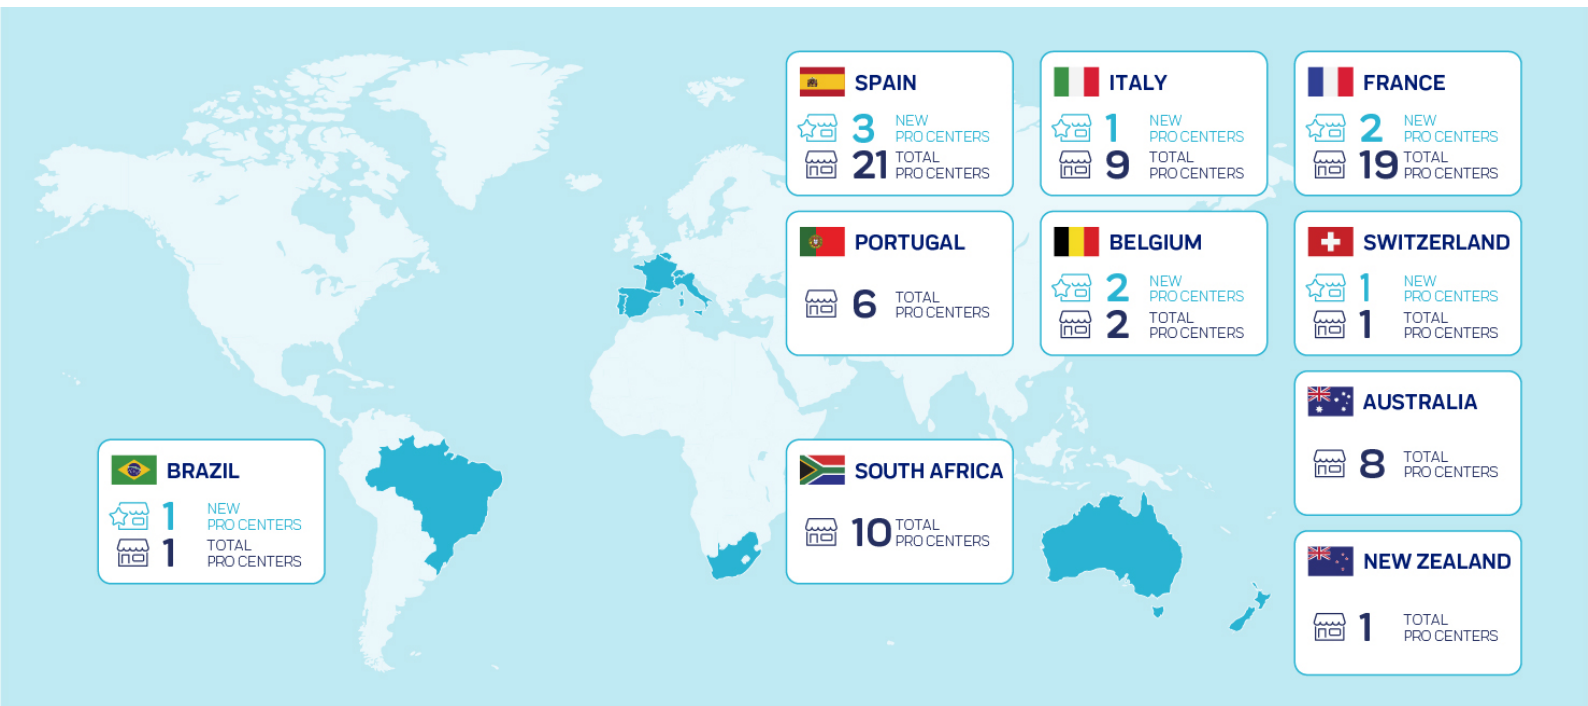 SPAIN
3 NEW
PRO CENTERS
21 TOTAL
PRO CENTERS
ITALY
1 NEW
PRO CENTERS
9 TOTAL
PRO CENTERS
FRANCE
2 NEW
PRO CENTERS
19 TOTAL
PRO CENTERS
PORTUGAL
6 TOTAL
PRO CENTERS
BELGIUM
2 NEW
PRO CENTERS
2 TOTAL
PRO CENTERS
SWITZERLAND
1 NEW
PRO CENTERS
1 TOTAL
PRO CENTERS
AUSTRALIA
8 TOTAL
PRO CENTERS
BRAZIL
1 NEW
PRO CENTERS
1 TOTAL
PRO CENTERS
SOUTH AFRICA
10 TOTAL
PRO CENTERS
NEW ZEALAND
1 TOTAL
PRO CENTERS